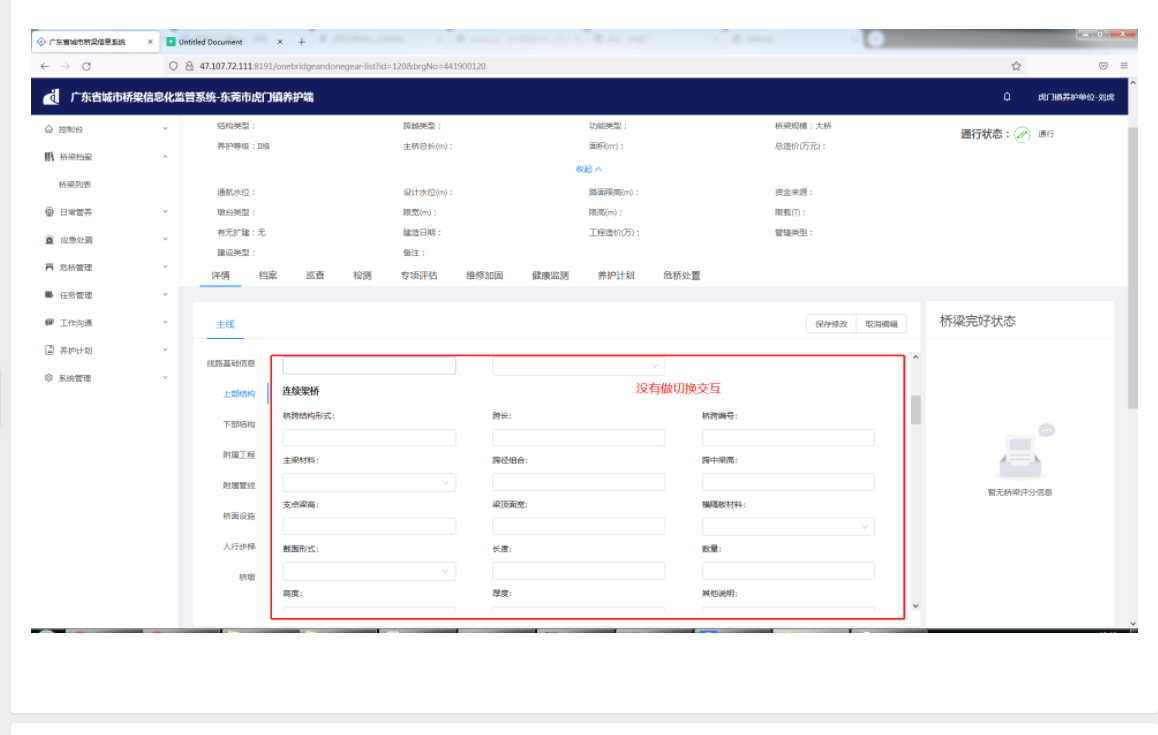 广东省城市桥梁信息系统 × Untitled Document × +
47.107.72.111:8191/onebridgeandonegear-list?id=120&brgNo=441900120
广东省城市桥梁信息化监管系统-东莞市虎门镇养护端 虎门镇养护单位-刘虎
控制台
桥梁档案
桥梁列表
日常管养
应急处置
危桥管理
任务管理
工作沟通
养护计划
系统管理
结构类型： 跨越类型： 功能类型： 桥梁规模：大桥
养护等级：II级 主桥总长(m)： 面积(㎡)： 总造价(万元)：
通行状态： 通行
收起
通航水位： 设计水位(m)： 路面限高(m)： 资金来源：
墩台类型： 限宽(m)： 限高(m)： 限载(T)：
有无扩建：无 建造日期： 工程造价(万)： 管辖类型：
建设类型： 备注：
详情 档案 巡查 检测 专项评估 维修加固 健康监测 养护计划 危桥处置
主线 保存修改 取消编辑
线路基础信息
上部结构
下部结构
附属工程
附属管线
桥面设施
人行步梯
桥墩
连续梁桥 没有做切换交互
桥跨结构形式: 跨长: 桥跨编号:
主梁材料: 跨径组合: 跨中梁高:
支点梁高: 梁顶面宽: 横隔板材料:
截面形式: 长度: 数量:
高度: 厚度: 其他说明:
桥梁完好状态
暂无桥梁评分信息